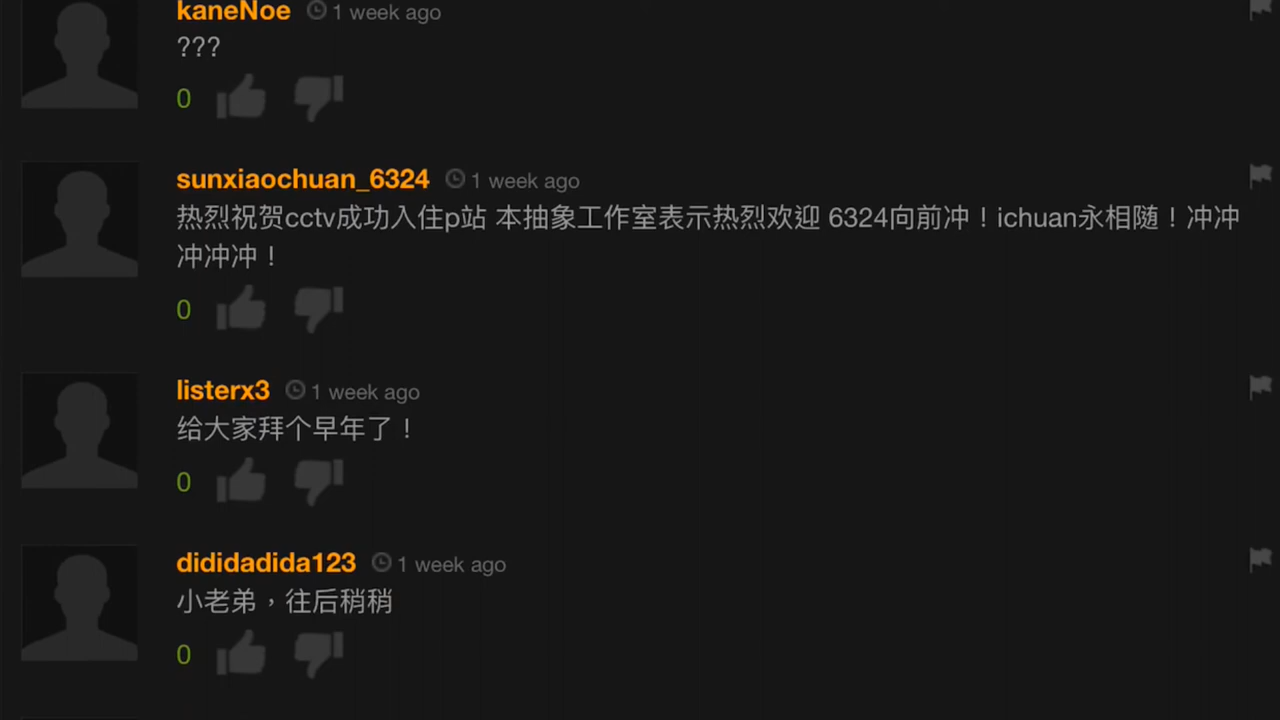 kaneNoe 1 week ago
???
0
sunxiaochuan_6324 1 week ago
热烈祝贺cctv成功入住p站 本抽象工作室表示热烈欢迎 6324向前冲！ichuan永相随！冲冲
冲冲冲！
0
listerx3 1 week ago
给大家拜个早年了！
0
dididadida123 1 week ago
小老弟，往后稍稍
0